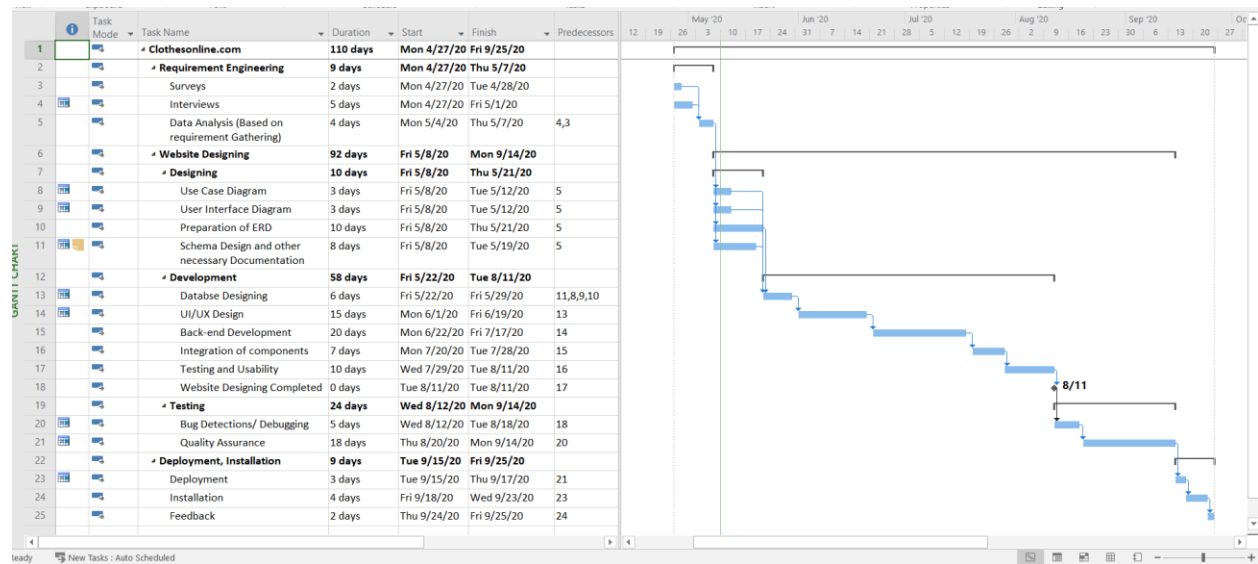 Task
Mode Task Name Duration Start Finish Predecessors
1 Clothesonline.com 110 days Mon 4/27/20 Fri 9/25/20
2 Requirement Engineering 9 days Mon 4/27/20 Thu 5/7/20
3 Surveys 2 days Mon 4/27/20 Tue 4/28/20
4 Interviews 5 days Mon 4/27/20 Fri 5/1/20
5 Data Analysis (Based on 4 days Mon 5/4/20 Thu 5/7/20 4,3
requirement Gathering)
6 Website Designing 92 days Fri 5/8/20 Mon 9/14/20
7 Designing 10 days Fri 5/8/20 Thu 5/21/20
8 Use Case Diagram 3 days Fri 5/8/20 Tue 5/12/20 5
9 User Interface Diagram 3 days Fri 5/8/20 Tue 5/12/20 5
10 Preparation of ERD 10 days Fri 5/8/20 Thu 5/21/20 5
11 Schema Design and other 8 days Fri 5/8/20 Tue 5/19/20 5
necessary Documentation
12 Development 58 days Fri 5/22/20 Tue 8/11/20
13 Databse Designing 6 days Fri 5/22/20 Fri 5/29/20 11,8,9,10
14 UI/UX Design 15 days Mon 6/1/20 Fri 6/19/20 13
15 Back-end Development 20 days Mon 6/22/20 Fri 7/17/20 14
16 Integration of components 7 days Mon 7/20/20 Tue 7/28/20 15
17 Testing and Usability 10 days Wed 7/29/20 Tue 8/11/20 16
18 Website Designing Completed 0 days Tue 8/11/20 Tue 8/11/20 17
19 Testing 24 days Wed 8/12/20 Mon 9/14/20
20 Bug Detections/ Debugging 5 days Wed 8/12/20 Tue 8/18/20 18
21 Quality Assurance 18 days Thu 8/20/20 Mon 9/14/20 20
22 Deployment, Installation 9 days Tue 9/15/20 Fri 9/25/20
23 Deployment 3 days Tue 9/15/20 Thu 9/17/20 21
24 Installation 4 days Fri 9/18/20 Wed 9/23/20 23
25 Feedback 2 days Thu 9/24/20 Fri 9/25/20 24
May '20 Jun '20 Jul '20 Aug '20 Sep '20 Oc
12 19 26 3 10 17 24 31 7 14 21 28 5 12 19 26 2 9 16 23 30 6 13 20 27
8/11
GANTT CHART
New Tasks : Auto Scheduled